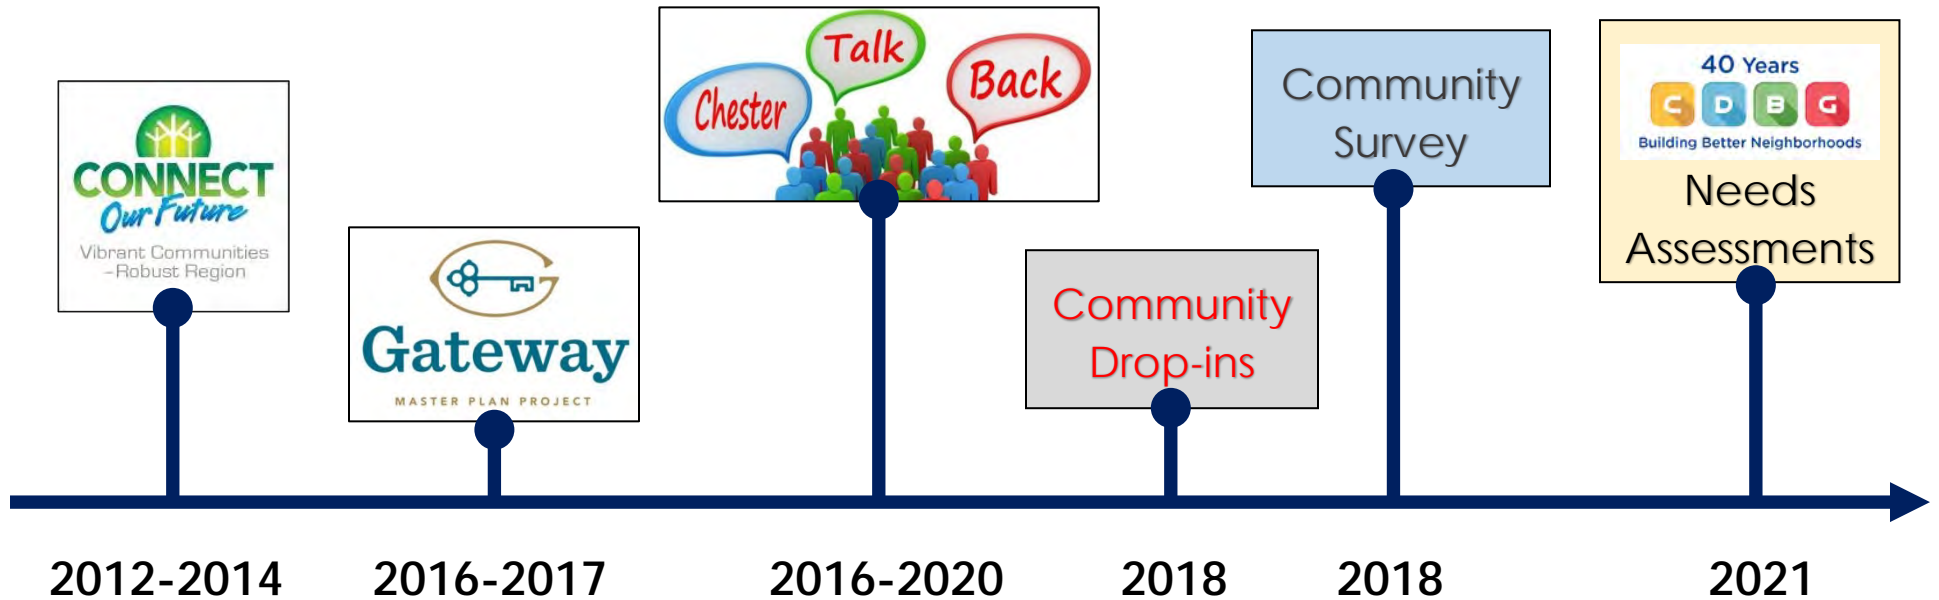 CONNECT
Our Future
Vibrant Communities
–Robust Region
Gateway
MASTER PLAN PROJECT
Chester
Talk
Back
Community
Drop-ins
Community
Survey
40 Years
C D B G
Building Better Neighborhoods
Needs
Assessments
2012-2014
2016-2017
2016-2020
2018
2018
2021